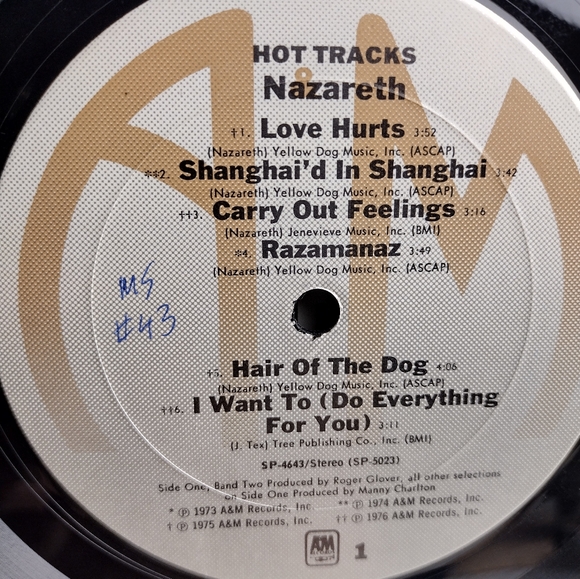 HOT TRACKS
Nazareth
†1. Love Hurts 3:52
(Nazareth) Yellow Dog Music, Inc. (ASCAP)
**2. Shanghai'd In Shanghai 3:42
(Nazareth) Yellow Dog Music, Inc. (ASCAP)
††3. Carry Out Feelings 3:16
(Nazareth) Jenevieve Music, Inc. (BMI)
*4. Razamanaz 3:49
(Nazareth) Yellow Dog Music, Inc. (ASCAP)
MS
#43
†5. Hair Of The Dog 4:06
(Nazareth) Yellow Dog Music, Inc. (ASCAP)
††6. I Want To (Do Everything
For You) 3:11
(J. Tex) Tree Publishing Co., Inc. (BMI)
SP-4643/Stereo (SP-5023)
Side One, Band Two Produced by Roger Glover, all other selections
on Side One Produced by Manny Charlton
* ℗ 1973 A&M Records, Inc. ** ℗ 1974 A&M Records, Inc.
† ℗ 1975 A&M Records, Inc. †† ℗ 1976 A&M Records, Inc.
A&M
RECORDS
1